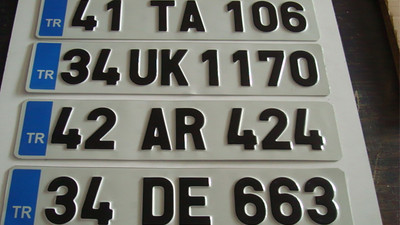 TR 41 TA 106
TR 34 UK 1170
TR 42 AR 424
TR 34 DE 663